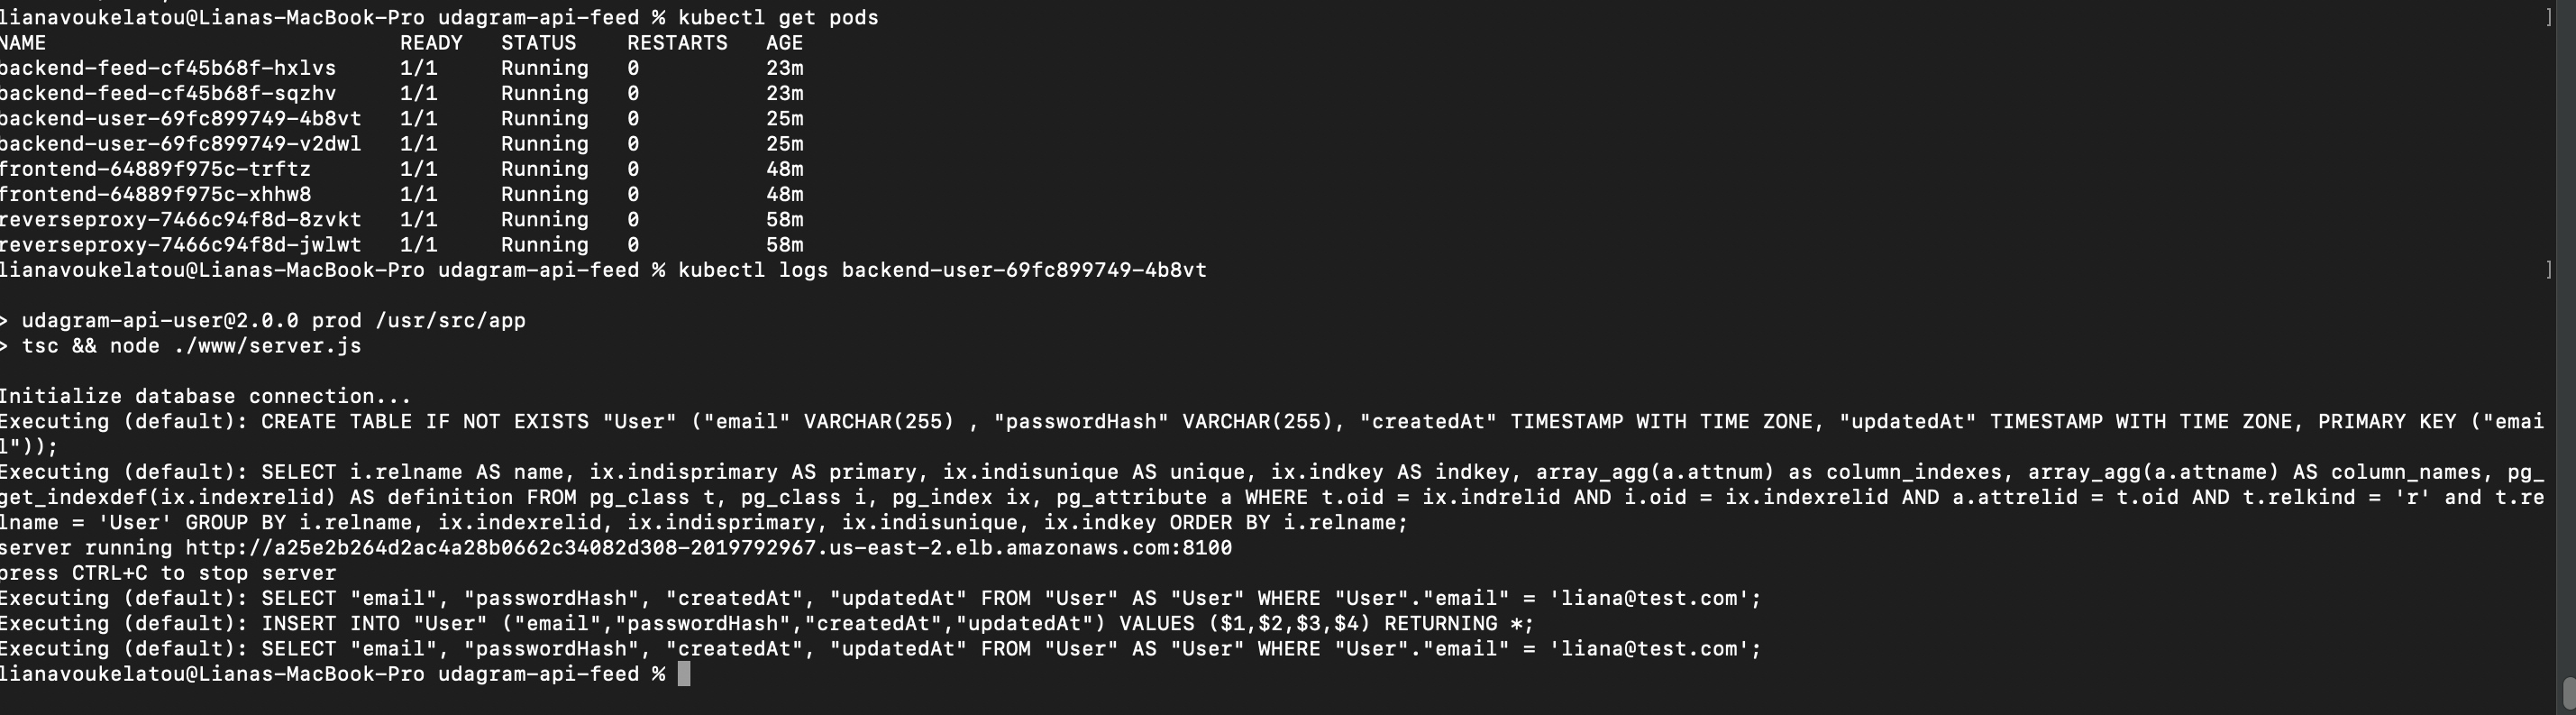 lianavoukelatou@Lianas-MacBook-Pro udagram-api-feed % kubectl get pods ]
NAME READY STATUS RESTARTS AGE
backend-feed-cf45b68f-hxlvs 1/1 Running 0 23m
backend-feed-cf45b68f-sqzhv 1/1 Running 0 23m
backend-user-69fc899749-4b8vt 1/1 Running 0 25m
backend-user-69fc899749-v2dwl 1/1 Running 0 25m
frontend-64889f975c-trftz 1/1 Running 0 48m
frontend-64889f975c-xhhw8 1/1 Running 0 48m
reverseproxy-7466c94f8d-8zvkt 1/1 Running 0 58m
reverseproxy-7466c94f8d-jwlwt 1/1 Running 0 58m
lianavoukelatou@Lianas-MacBook-Pro udagram-api-feed % kubectl logs backend-user-69fc899749-4b8vt ]
> udagram-api-user@2.0.0 prod /usr/src/app
> tsc && node ./www/server.js
Initialize database connection...
Executing (default): CREATE TABLE IF NOT EXISTS "User" ("email" VARCHAR(255) , "passwordHash" VARCHAR(255), "createdAt" TIMESTAMP WITH TIME ZONE, "updatedAt" TIMESTAMP WITH TIME ZONE, PRIMARY KEY ("emai
l"));
Executing (default): SELECT i.relname AS name, ix.indisprimary AS primary, ix.indisunique AS unique, ix.indkey AS indkey, array_agg(a.attnum) as column_indexes, array_agg(a.attname) AS column_names, pg_
get_indexdef(ix.indexrelid) AS definition FROM pg_class t, pg_class i, pg_index ix, pg_attribute a WHERE t.oid = ix.indrelid AND i.oid = ix.indexrelid AND a.attrelid = t.oid AND t.relkind = 'r' and t.re
lname = 'User' GROUP BY i.relname, ix.indexrelid, ix.indisprimary, ix.indisunique, ix.indkey ORDER BY i.relname;
server running http://a25e2b264d2ac4a28b0662c34082d308-2019792967.us-east-2.elb.amazonaws.com:8100
press CTRL+C to stop server
Executing (default): SELECT "email", "passwordHash", "createdAt", "updatedAt" FROM "User" AS "User" WHERE "User"."email" = 'liana@test.com';
Executing (default): INSERT INTO "User" ("email","passwordHash","createdAt","updatedAt") VALUES ($1,$2,$3,$4) RETURNING *;
Executing (default): SELECT "email", "passwordHash", "createdAt", "updatedAt" FROM "User" AS "User" WHERE "User"."email" = 'liana@test.com';
lianavoukelatou@Lianas-MacBook-Pro udagram-api-feed %